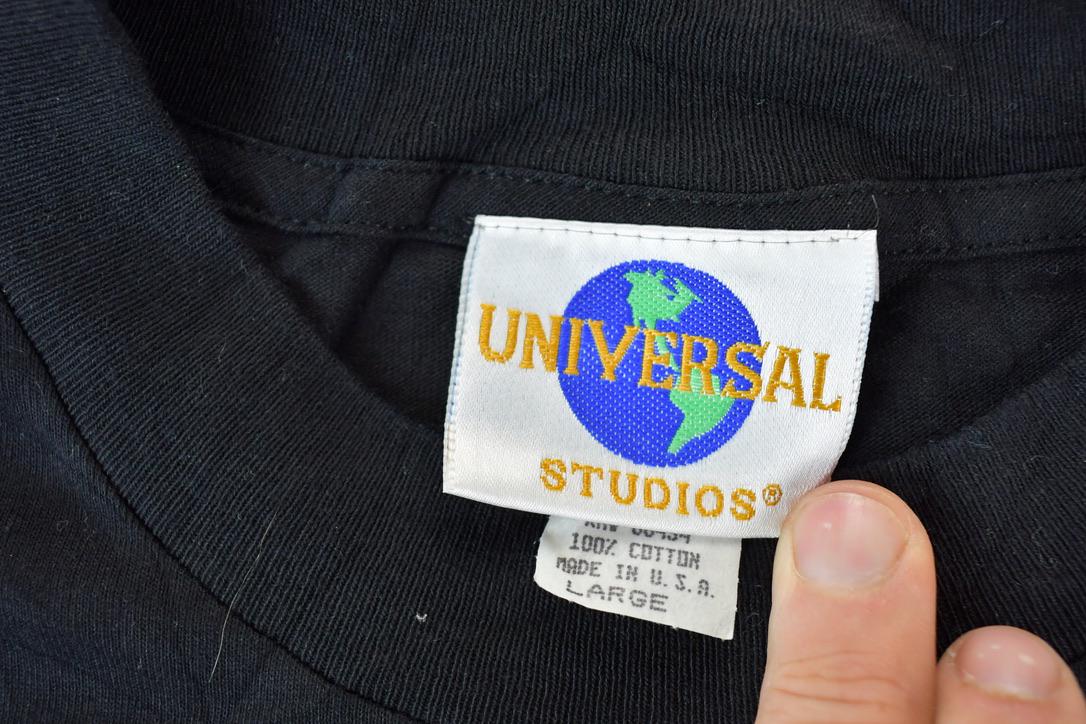 UNIVERSAL
STUDIOS®
100% COTTON
MADE IN U.S.A.
LARGE